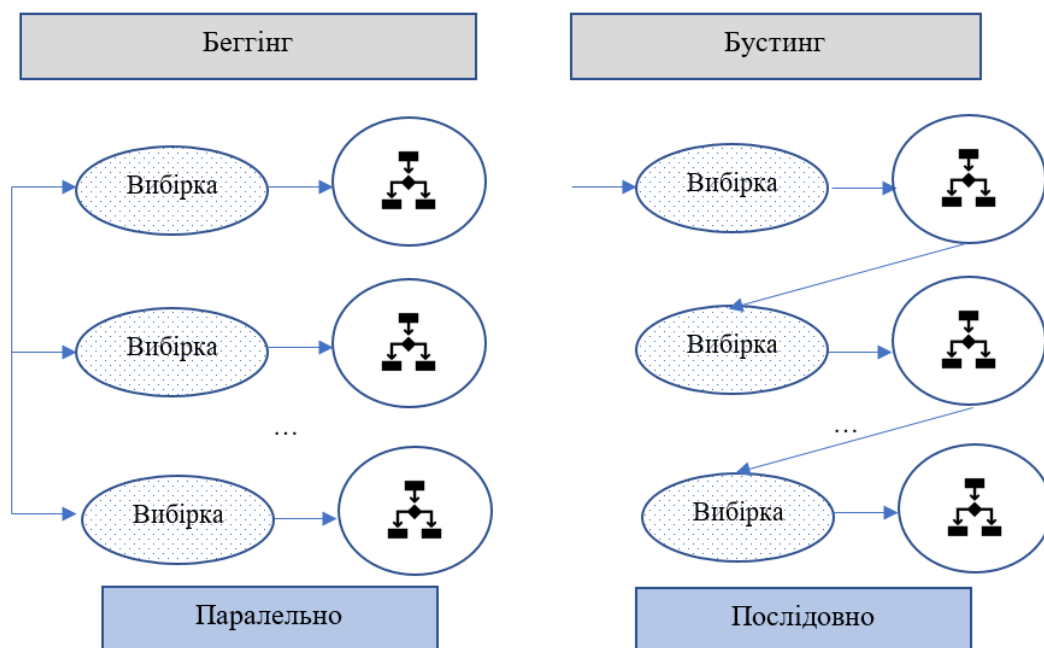 Беггінг
Бустинг
Вибірка
Вибірка
Вибірка
Вибірка
…
…
Вибірка
Вибірка
Паралельно
Послідовно